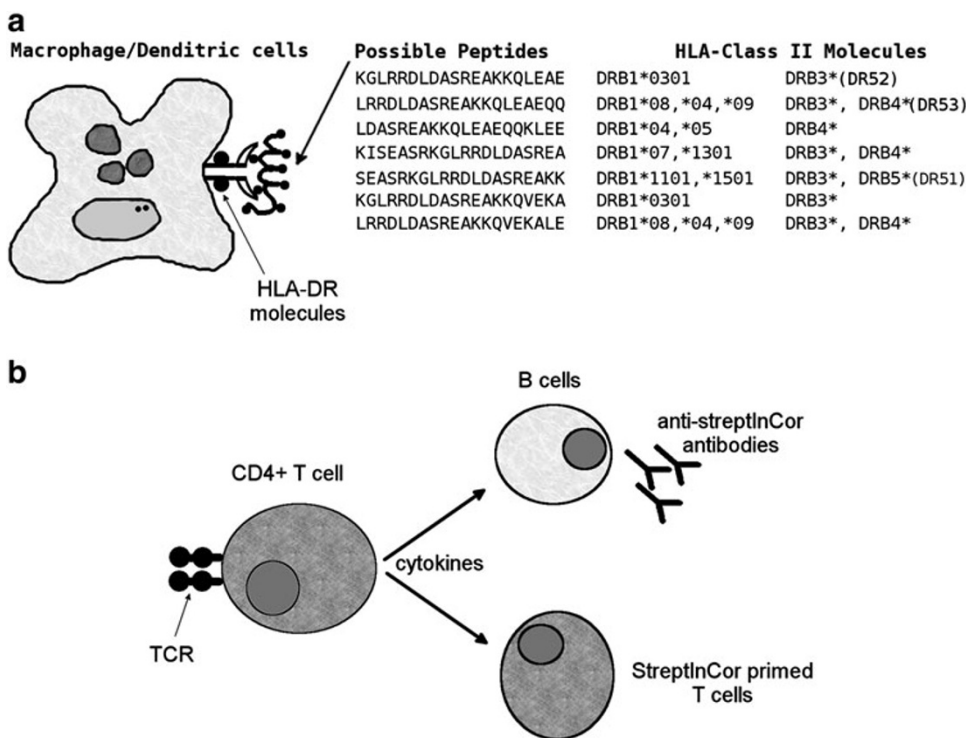 a
Macrophage/Denditric cells
Possible Peptides HLA-Class II Molecules
KGLRRDLDASREAKKQLEAE DRB1*0301 DRB3*(DR52)
LRRDLDASREAKKQLEAEQQ DRB1*08,*04,*09 DRB3*, DRB4*(DR53)
LDASREAKKQLEAEQQKLEE DRB1*04,*05 DRB4*
KISEASRKGLRRDLDASREA DRB1*07,*1301 DRB3*, DRB4*
SEASRKGLRRDLDASREAKK DRB1*1101,*1501 DRB3*, DRB5*(DR51)
KGLRRDLDASREAKKQVEKA DRB1*0301 DRB3*
LRRDLDASREAKKQVEKALE DRB1*08,*04,*09 DRB3*, DRB4*
HLA-DR
molecules
b
B cells
anti-streptInCor
antibodies
CD4+ T cell
cytokines
TCR
StreptInCor primed
T cells